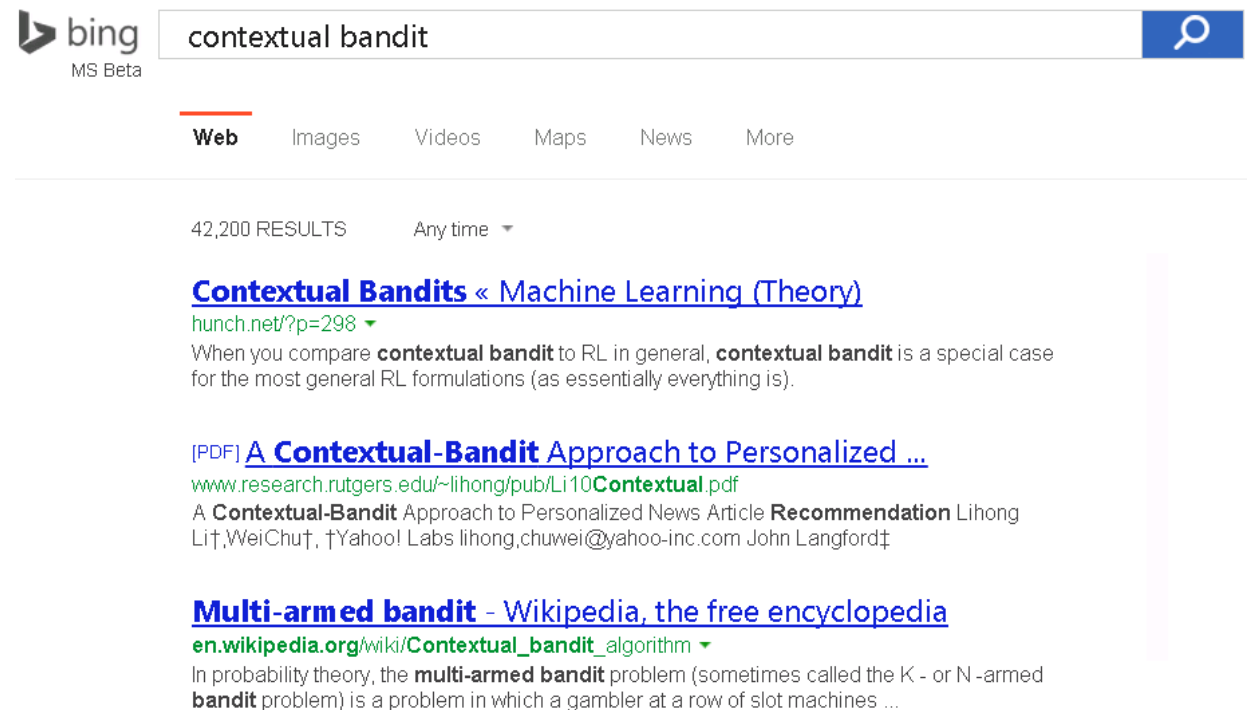 bing
contextual bandit
MS Beta
Web Images Videos Maps News More
42,200 RESULTS Any time
Contextual Bandits « Machine Learning (Theory)
hunch.net/?p=298
When you compare contextual bandit to RL in general, contextual bandit is a special case
for the most general RL formulations (as essentially everything is).
[PDF] A Contextual-Bandit Approach to Personalized ...
www.research.rutgers.edu/~lihong/pub/Li10Contextual.pdf
A Contextual-Bandit Approach to Personalized News Article Recommendation Lihong
Li†,WeiChu†, †Yahoo! Labs lihong,chuwei@yahoo-inc.com John Langford‡
Multi-armed bandit - Wikipedia, the free encyclopedia
en.wikipedia.org/wiki/Contextual_bandit_algorithm
In probability theory, the multi-armed bandit problem (sometimes called the K - or N -armed
bandit problem) is a problem in which a gambler at a row of slot machines ...